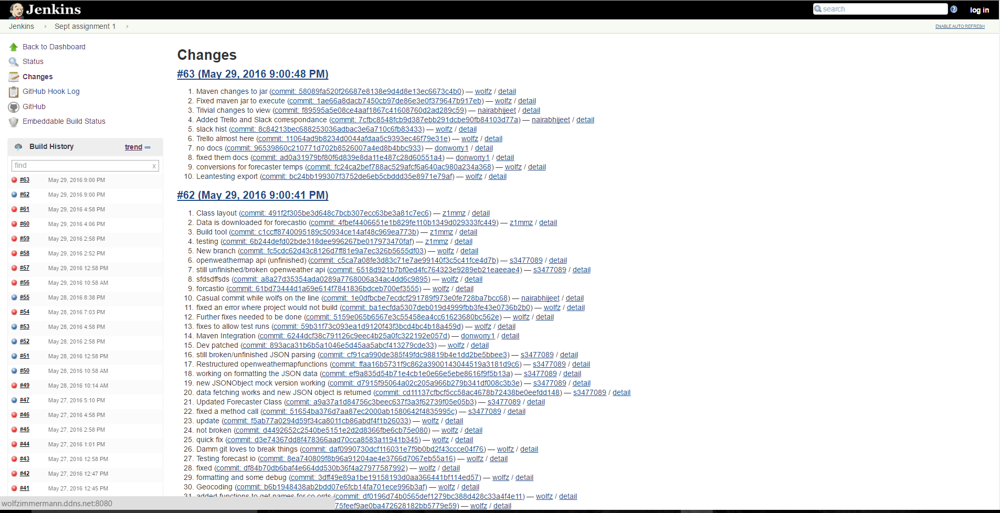 Jenkins
search
log in
Jenkins Sept assignment 1
ENABLE AUTO REFRESH
Back to Dashboard
Status
Changes
GitHub Hook Log
GitHub
Embeddable Build Status
Build History trend
find x
#63 May 29, 2016 9:00 PM
#62 May 29, 2016 9:00 PM
#61 May 29, 2016 4:58 PM
#60 May 29, 2016 4:06 PM
#59 May 29, 2016 2:58 PM
#58 May 29, 2016 2:52 PM
#57 May 29, 2016 12:58 PM
#56 May 29, 2016 10:58 AM
#55 May 28, 2016 8:38 PM
#54 May 28, 2016 7:03 PM
#53 May 28, 2016 4:58 PM
#52 May 28, 2016 2:58 PM
#51 May 28, 2016 12:58 PM
#50 May 28, 2016 10:58 AM
#49 May 28, 2016 10:14 AM
#47 May 27, 2016 5:10 PM
#46 May 27, 2016 4:58 PM
#45 May 27, 2016 2:58 PM
#44 May 27, 2016 1:01 PM
#43 May 27, 2016 12:58 PM
#42 May 27, 2016 12:47 PM
#41 May 27, 2016 12:45 PM
Changes
#63 (May 29, 2016 9:00:48 PM)
1. Maven changes to jar (commit: 58089fa520f26687e8138e9d4d8e13ec6673c4b0) — wolfz / detail
2. Fixed maven jar to execute (commit: 1ae66a8dacb7450cb97de86e3e0f379647b917eb) — wolfz / detail
3. Trivial changes to view (commit: f89595a5e08ce4aaf1867c41608760d2ad289c59) — nairabhijeet / detail
4. Added Trello and Slack correspondance (commit: 7cfbc8548fcb9d387ebb291dcbe90fb84103d77a) — nairabhijeet / detail
5. slack hist (commit: 8c84213bec688253036adbac3e6a710c6fb83433) — wolfz / detail
6. Trello almost here (commit: 11064ad9b8234d0044afdaa5c9393ec46f79e31e) — wolfz / detail
7. no docs (commit: 96539860c210771d702b8526007a4ed8b4bbc933) — donworry1 / detail
8. fixed them docs (commit: ad0a31979bf80f6d839e8da11e487c28d60551a4) — donworry1 / detail
9. conversions for forecaster temps (commit: fc24ca2bef788ac529afcf6a640ac980a234a368) — wolfz / detail
10. Leantesting export (commit: bc24bb199307f3752de6eb5cbddd35e8971e79af) — wolfz / detail
#62 (May 29, 2016 9:00:41 PM)
1. Class layout (commit: 491f2f305be3d648c7bcb307ecc63be3a81c7ec6) — z1mmz / detail
2. Data is downloaded for forecastio (commit: 4fbef4406651e1b829fe110b1349d029333fc449) — z1mmz / detail
3. Build tool (commit: c1ccff8740095189c50934ce14af48c969ea773b) — z1mmz / detail
4. testing (commit: 6b244defd02bde318dee996267be017973470faf) — z1mmz / detail
5. New branch (commit: fc5cdc62d43c8126d7ff81e9a7ec326b5655df03) — wolfz / detail
6. openweathermap api (unfinished) (commit: c5ca7a08fe3d83c71e7ae99140f3c5c41fce4d7b) — s3477089 / detail
7. still unfinished/broken openweather api (commit: 6518d921b7bf0ed4fc764323e9289eb21eaeeae4) — s3477089 / detail
8. sfdsdffsds (commit: a8a27d35354ada0289a7768006a34ac4dd6c9895) — wolfz / detail
9. forcastio (commit: 61bd73444d1a69e614f7841836bdceb700ef3555) — wolfz / detail
10. Casual commit while wolfs on the line (commit: 1e0dfbcbe7ecdcf291789f973e0fe728ba7bcc68) — nairabhijeet / detail
11. fixed an error where project would not build (commit: ba1ecfda5307deb019d4999fbb3fe43e0736b2b0) — wolfz / detail
12. Further fixes needed to be done (commit: 5159e065b6567e3c55458ea4cc61623680bc562e) — wolfz / detail
13. fixes to allow test runs (commit: 59b31f73c093ea1d9120f43f3bcd4bc4b18a459d) — wolfz / detail
14. Maven Integration (commit: 6244dcf38c791126c9eec4b25a0fc322192e057d) — donworry1 / detail
15. Dev patched (commit: 893aca31b6b5a1046e5d45aa5abcf413279cde33) — wolfz / detail
16. still broken/unfinished JSON parsing (commit: cf91ca990de385f49fdc98819b4e1dd2be5bbee3) — s3477089 / detail
17. Restructured openweathermapfunctions (commit: ffaa16b5731f9c862a3900143044519a3181d9c6) — s3477089 / detail
18. working on formatting the JSON data (commit: ef9a835d54b71e4cb1e0e66e5ebe8616f9f5b13a) — s3477089 / detail
19. new JSONObject mock version working (commit: d7915f95064a02c205a966b279b341df008c3b3e) — s3477089 / detail
20. data fetching works and new JSON object is returned (commit: cd11137cfbcf5cc58ac4678b72438be0eefdd148) — s3477089 / detail
21. Updated Forecaster Class (commit: a9a37a1d84756c3beec637f3a3f62739f05e05b3) — s3477089 / detail
22. fixed a method call (commit: 51654ba376d7aa87ec2000ab1580642f4835995c) — s3477089 / detail
23. update (commit: f5ab77a0294d59f34ca8011cb86abdf4f1b26033) — wolfz / detail
24. not broken (commit: d4492652c2540be5151e2d2d8366fbe6cb75e080) — wolfz / detail
25. quick fix (commit: d3e74367dd8f478366aad70cca8583a11941b345) — wolfz / detail
26. Damm git loves to break things (commit: daf0990730dcf116031e7f9b0bd2f43ccce04f76) — wolfz / detail
27. Testing forecast io (commit: 8ea740809f8b96a91204ae4e3766d7067eb55a16) — wolfz / detail
28. fixed (commit: df84b70db6baf4e664dd530b36f4a27977587992) — wolfz / detail
29. formatting and some debug (commit: 3dff49e89a1be19158193d0aa366441bf114ed57) — wolfz / detail
30. Geocoding (commit: b6b1948438ab2bdd07e6fcb14fa701ece996b3af) — wolfz / detail
31. added functions to get names for co ords (commit: df0196d74b0565def1279bc388d428c33a4f4e11) — wolfz / detail
75feef9ae0ba472628182bb5779e59) — wolfz / detail
wolfzimmermann.ddns.net:8080